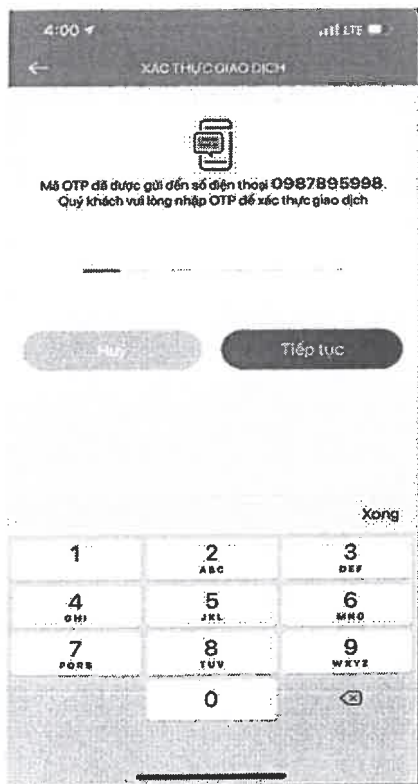 4:00
LTE
XÁC THỰC GIAO DỊCH
Mã OTP đã được gửi đến số điện thoại 0987895998.
Quý khách vui lòng nhập OTP để xác thực giao dịch
Huỷ
Tiếp tục
Xong
1
2
3
ABC
DEF
4
5
6
GHI
JKL
MNO
7
8
9
PQRS
TUV
WXYZ
0